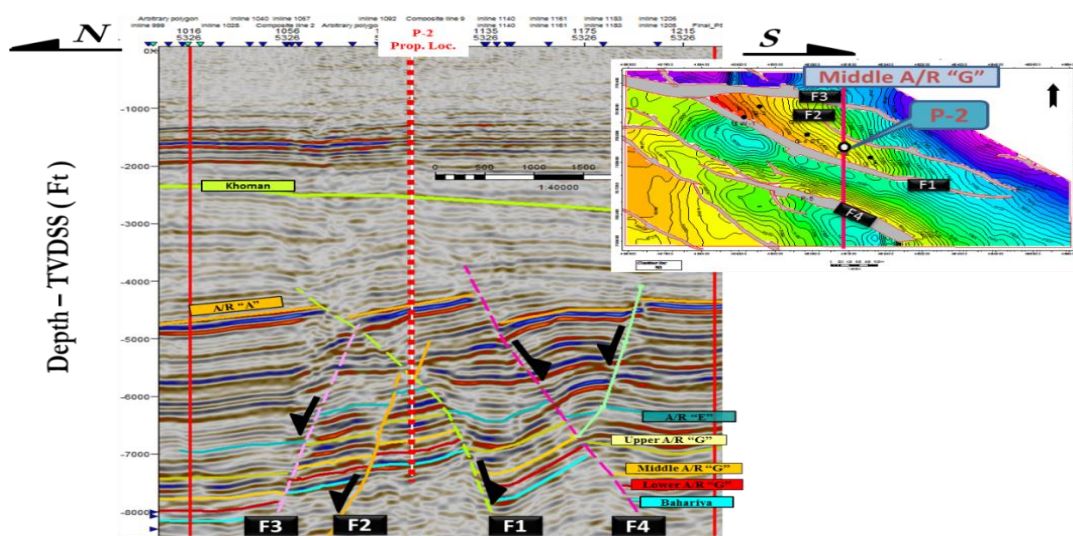 Arbitrary polygon inline 1040 inline 1057 inline 1092 Composite line 9 inline 1140 inline 1161 inline 1183 inline 1206
inline 989 inline 1026 Composite line 2 Arbitrary polygon inline 1140 inline 1161 inline 1183 inline 1206
N
1016 1056 1135 1175 1215
5326 5326 5326 5326 5326
P-2
Prop. Loc.
S
Middle A/R "G"
F3
F2
P-2
F1
F4
-1000
0 500 1000 1500
1:40000
Khoman
-2000
-3000
-4000
A/R "A"
-5000
-6000
A/R "E"
Upper A/R "G"
-7000
Middle A/R "G"
Lower A/R "G"
Bahariya
-8000
F3 F2 F1 F4
Depth – TVDSS ( Ft )